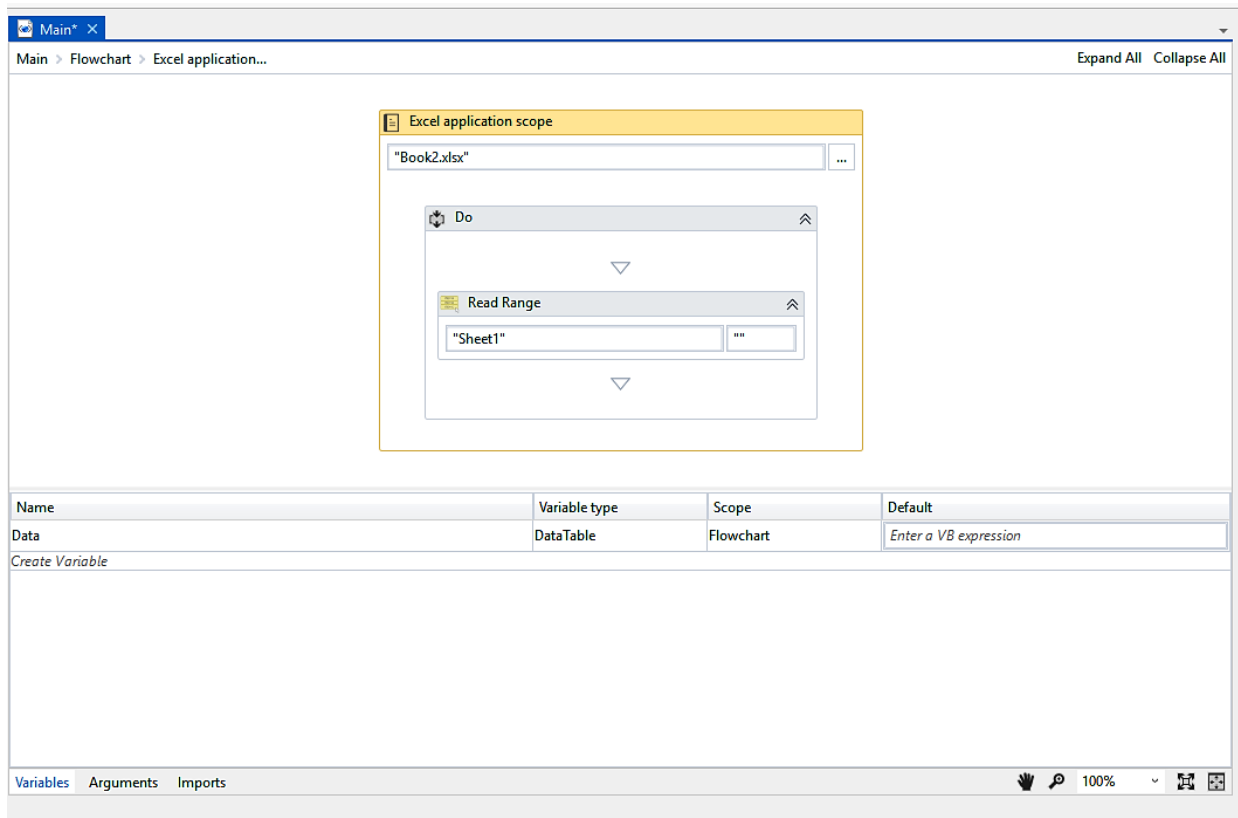 Main*
Main > Flowchart > Excel application...
Expand All Collapse All
Excel application scope
"Book2.xlsx"
...
Do
Read Range
"Sheet1" ""
Name Variable type Scope Default
Data DataTable Flowchart Enter a VB expression
Create Variable
Variables Arguments Imports 100%